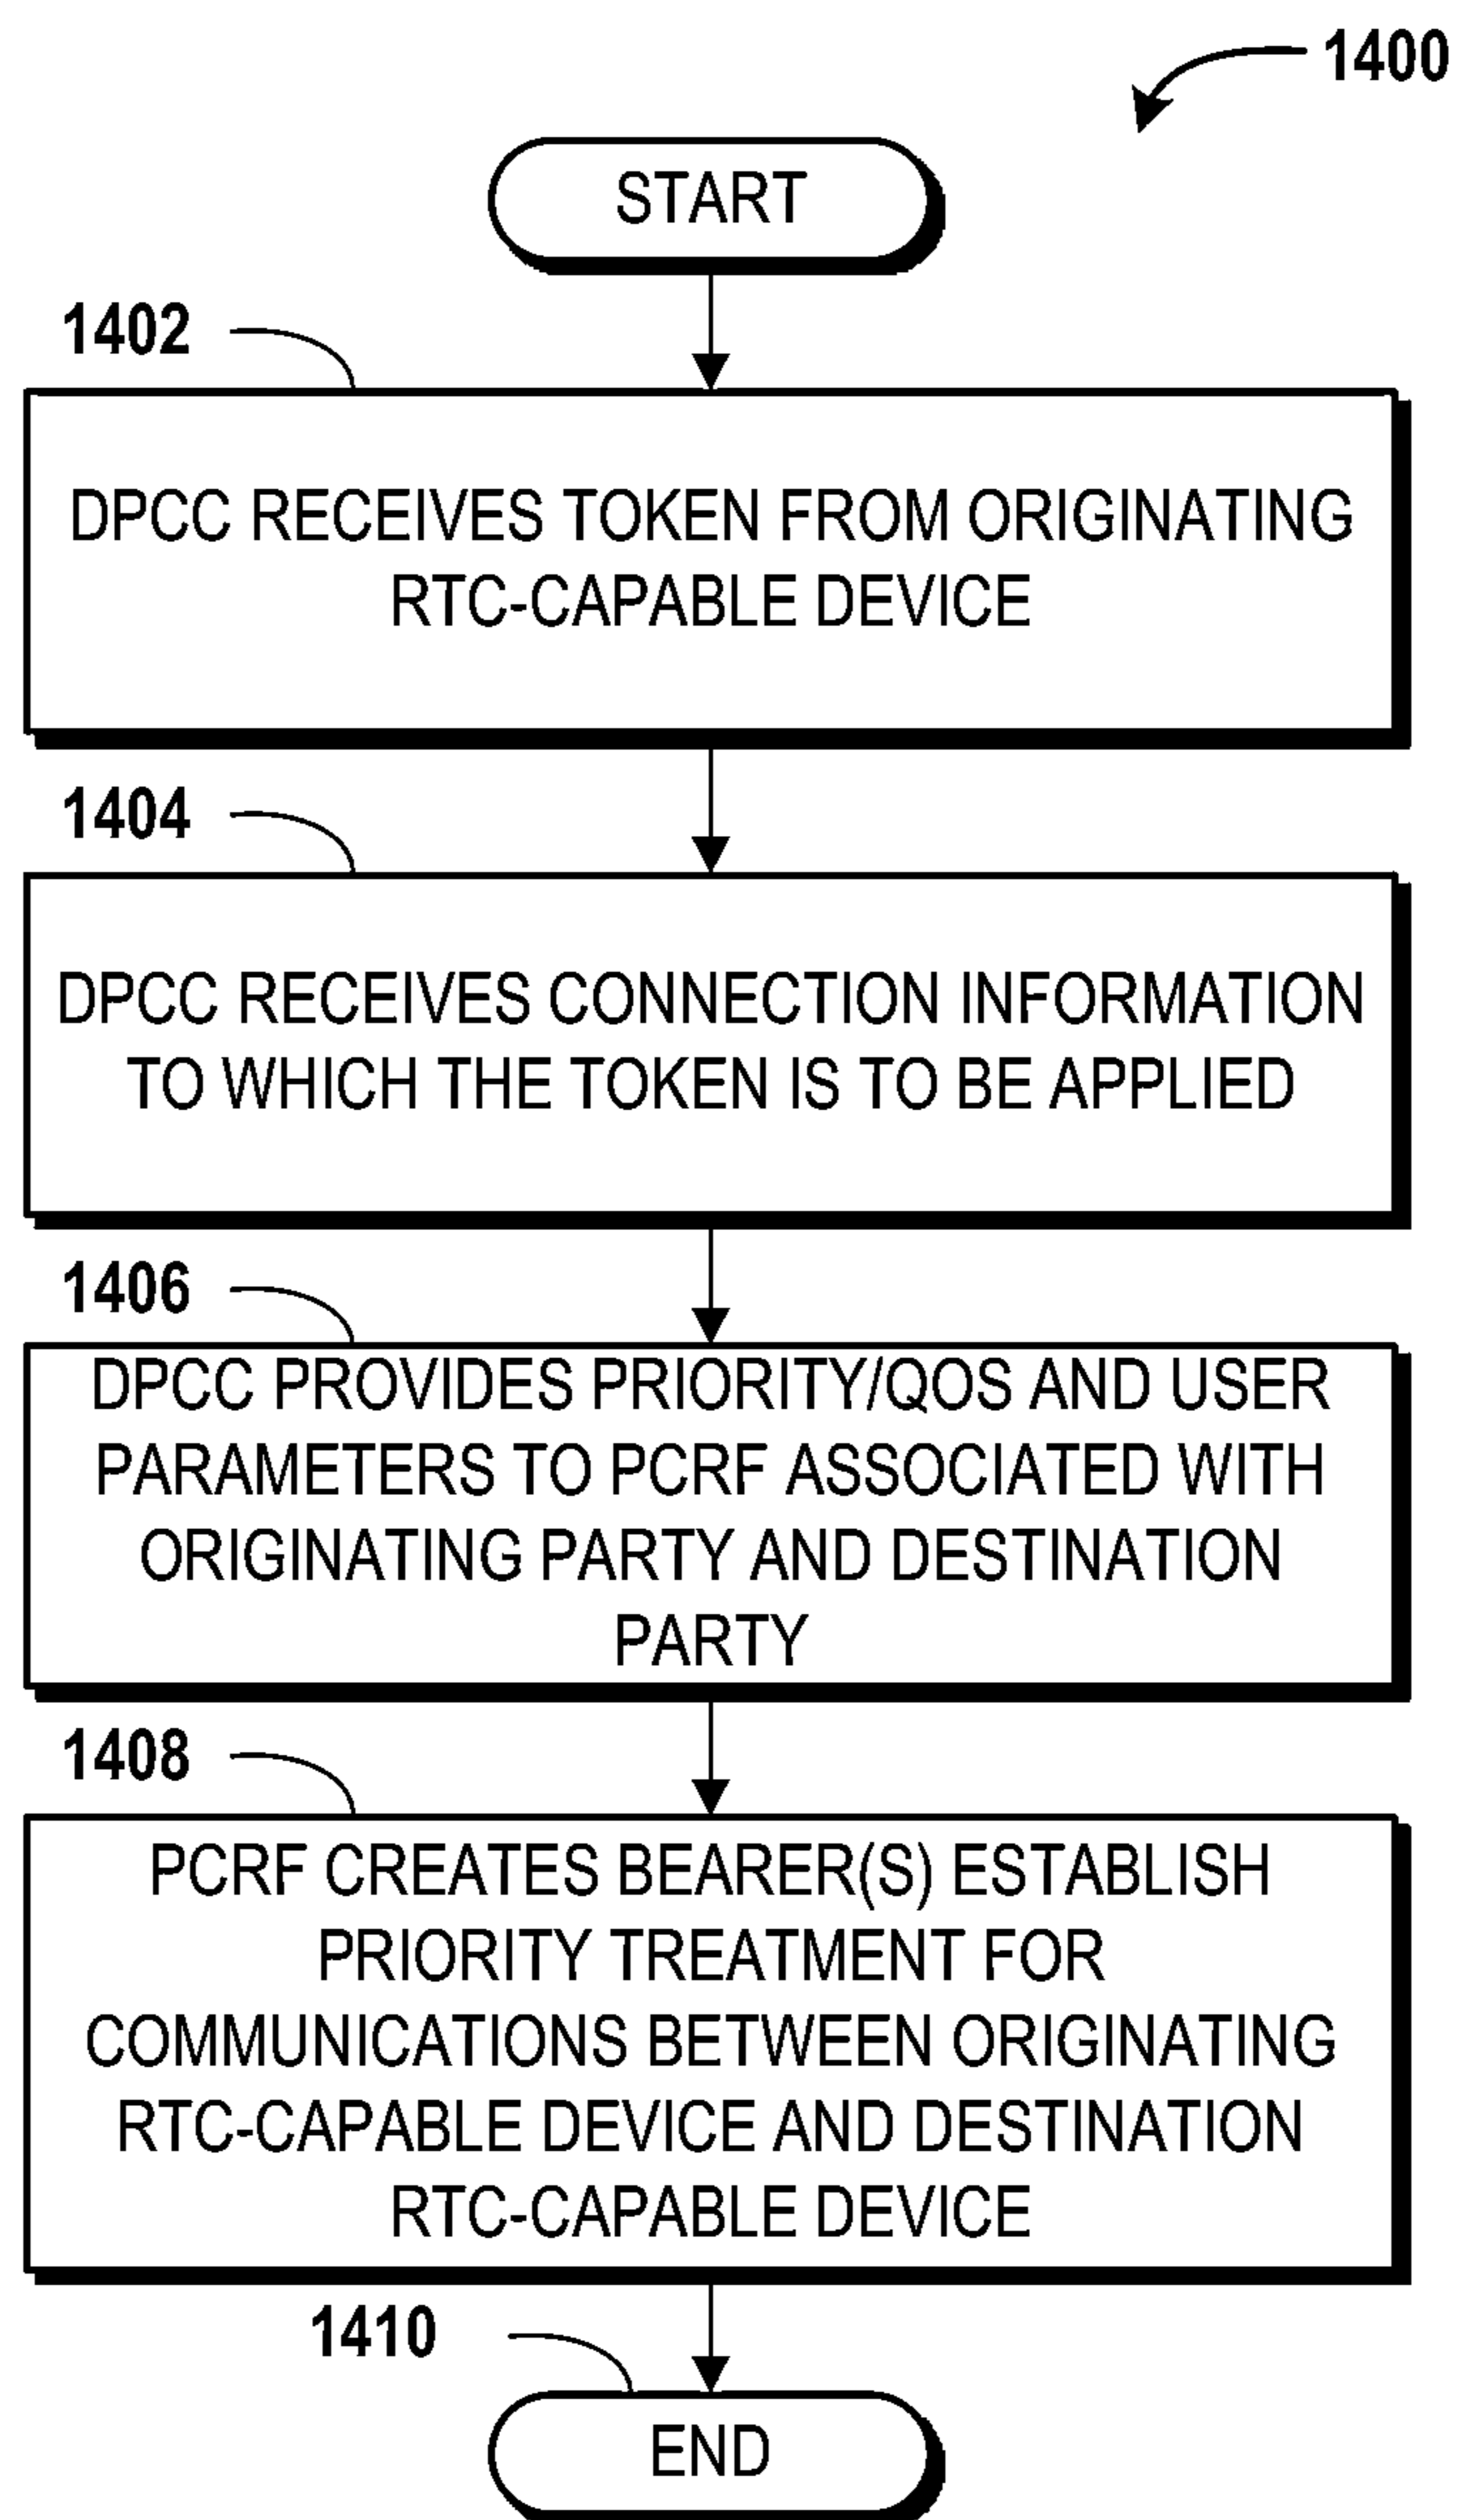 1400
START
1402
DPCC RECEIVES TOKEN FROM ORIGINATING
RTC-CAPABLE DEVICE
1404
DPCC RECEIVES CONNECTION INFORMATION
TO WHICH THE TOKEN IS TO BE APPLIED
1406
DPCC PROVIDES PRIORITY/QOS AND USER
PARAMETERS TO PCRF ASSOCIATED WITH
ORIGINATING PARTY AND DESTINATION
PARTY
1408
PCRF CREATES BEARER(S) ESTABLISH
PRIORITY TREATMENT FOR
COMMUNICATIONS BETWEEN ORIGINATING
RTC-CAPABLE DEVICE AND DESTINATION
RTC-CAPABLE DEVICE
1410
END